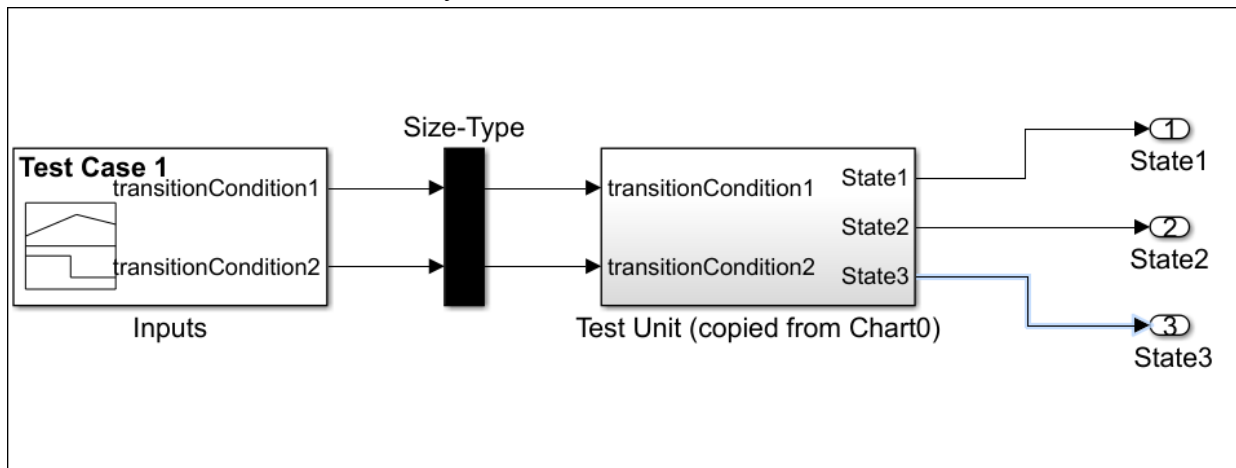 Size-Type
Test Case 1
transitionCondition1
transitionCondition2
Inputs
transitionCondition1
transitionCondition2
State1
State2
State3
Test Unit (copied from Chart0)
1
State1
2
State2
3
State3